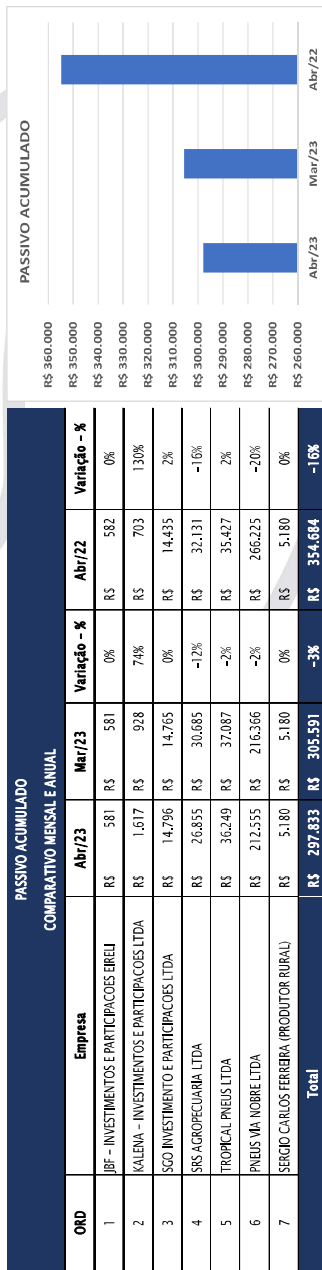 PASSIVO ACUMULADO
COMPARATIVO MENSAL E ANUAL
ORD Empresa Abr/23 Mar/23 Variação – % Abr/22 Variação – %
1 JBF – INVESTIMENTOS E PARTICIPACOES EIRELI R$ 581 R$ 581 0% R$ 582 0%
2 KALENA – INVESTIMENTOS E PARTICIPACOES LTDA R$ 1.617 R$ 928 74% R$ 703 130%
3 SGO INVESTIMENTO E PARTICIPACOES LTDA R$ 14.796 R$ 14.765 0% R$ 14.435 2%
4 SRS AGROPECUARIA LTDA R$ 26.855 R$ 30.685 –12% R$ 32.131 –16%
5 TROPICAL PNEUS LTDA R$ 36.249 R$ 37.087 –2% R$ 35.427 2%
6 PNEUS VIA NOBRE LTDA R$ 212.555 R$ 216.366 –2% R$ 266.225 –20%
7 SERGIO CARLOS FERREIRA (PRODUTOR RURAL) R$ 5.180 R$ 5.180 0% R$ 5.180 0%
Total R$ 297.833 R$ 305.591 –3% R$ 354.684 –16%
PASSIVO ACUMULADO
R$ 360.000
R$ 350.000
R$ 340.000
R$ 330.000
R$ 320.000
R$ 310.000
R$ 300.000
R$ 290.000
R$ 280.000
R$ 270.000
R$ 260.000
Abr/23 Mar/23 Abr/22